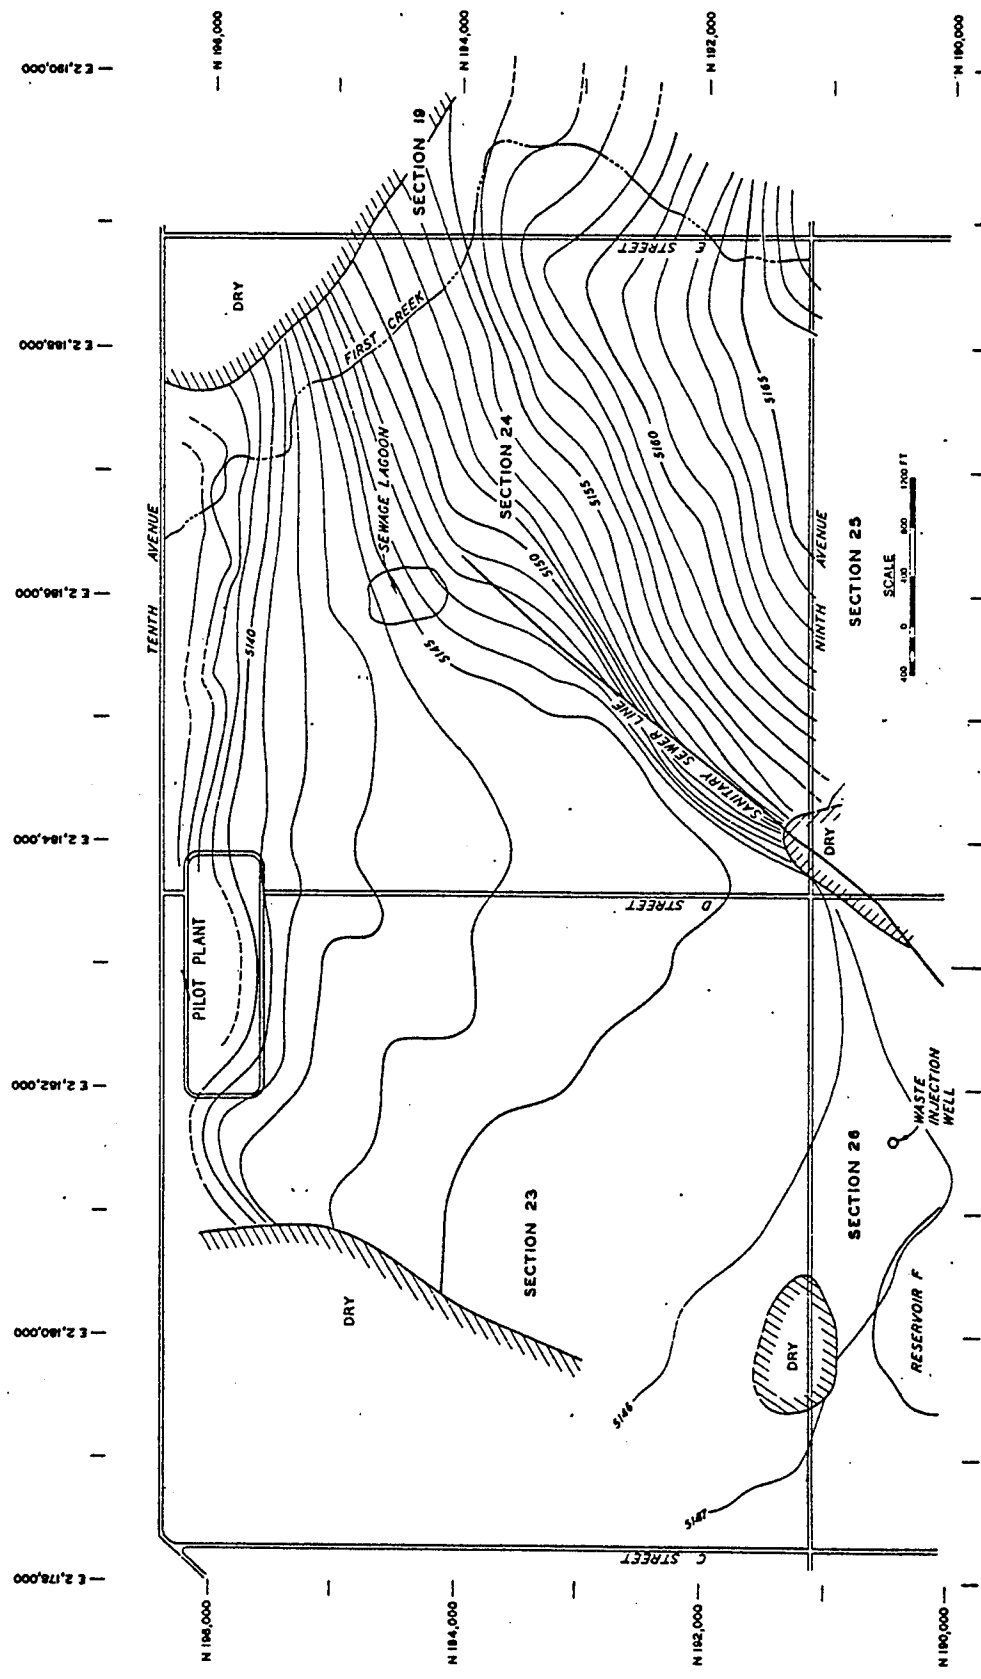 E 2,190,000
N 196,000
N 194,000
N 192,000
N 190,000
SECTION 19
E STREET
DRY
FIRST CREEK
E 2,188,000
TENTH AVENUE
SEWAGE LAGOON
SECTION 24
5165
5160
5155
5150
5145
5140
E 2,186,000
NINTH AVENUE
SECTION 25
SCALE
400 0 400 800 1200 FT
SANITARY SEWER LINE
E 2,184,000
DRY
D STREET
PILOT PLANT
E 2,182,000
WASTE
INJECTION
WELL
SECTION 26
SECTION 23
DRY
E 2,180,000
DRY
RESERVOIR F
5146
5147
C STREET
E 2,178,000
N 196,000
N 194,000
N 192,000
N 190,000